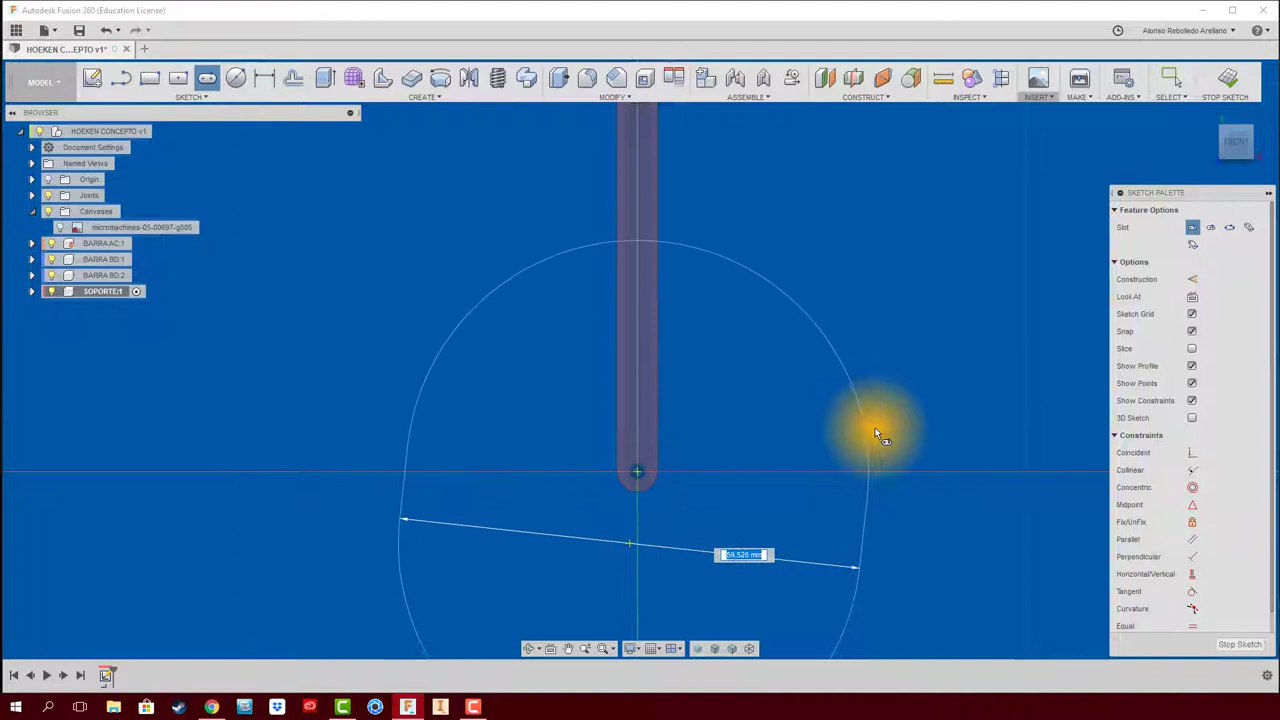 Autodesk Fusion 360 (Education License)
Alonso Rebolledo Arellano
HOEKEN C...EPTO v1*
MODEL
SKETCH
CREATE
MODIFY
ASSEMBLE
CONSTRUCT
INSPECT
INSERT
MAKE
ADD-INS
SELECT
STOP SKETCH
BROWSER
HOEKEN CONCEPTO v1
Document Settings
Named Views
Origin
Joints
Canvases
micromachines-05-00697-g005
BARRA AC:1
BARRA BD:1
BARRA BD:2
SOPORTE:1
FRONT
SKETCH PALETTE
Feature Options
Slot
Options
Construction
Look At
Sketch Grid
Snap
Slice
Show Profile
Show Points
Show Constraints
3D Sketch
Constraints
Coincident
Collinear
Concentric
Midpoint
Fix/UnFix
Parallel
Perpendicular
Horizontal/Vertical
Tangent
Curvature
Equal
Stop Sketch
59.520 mm